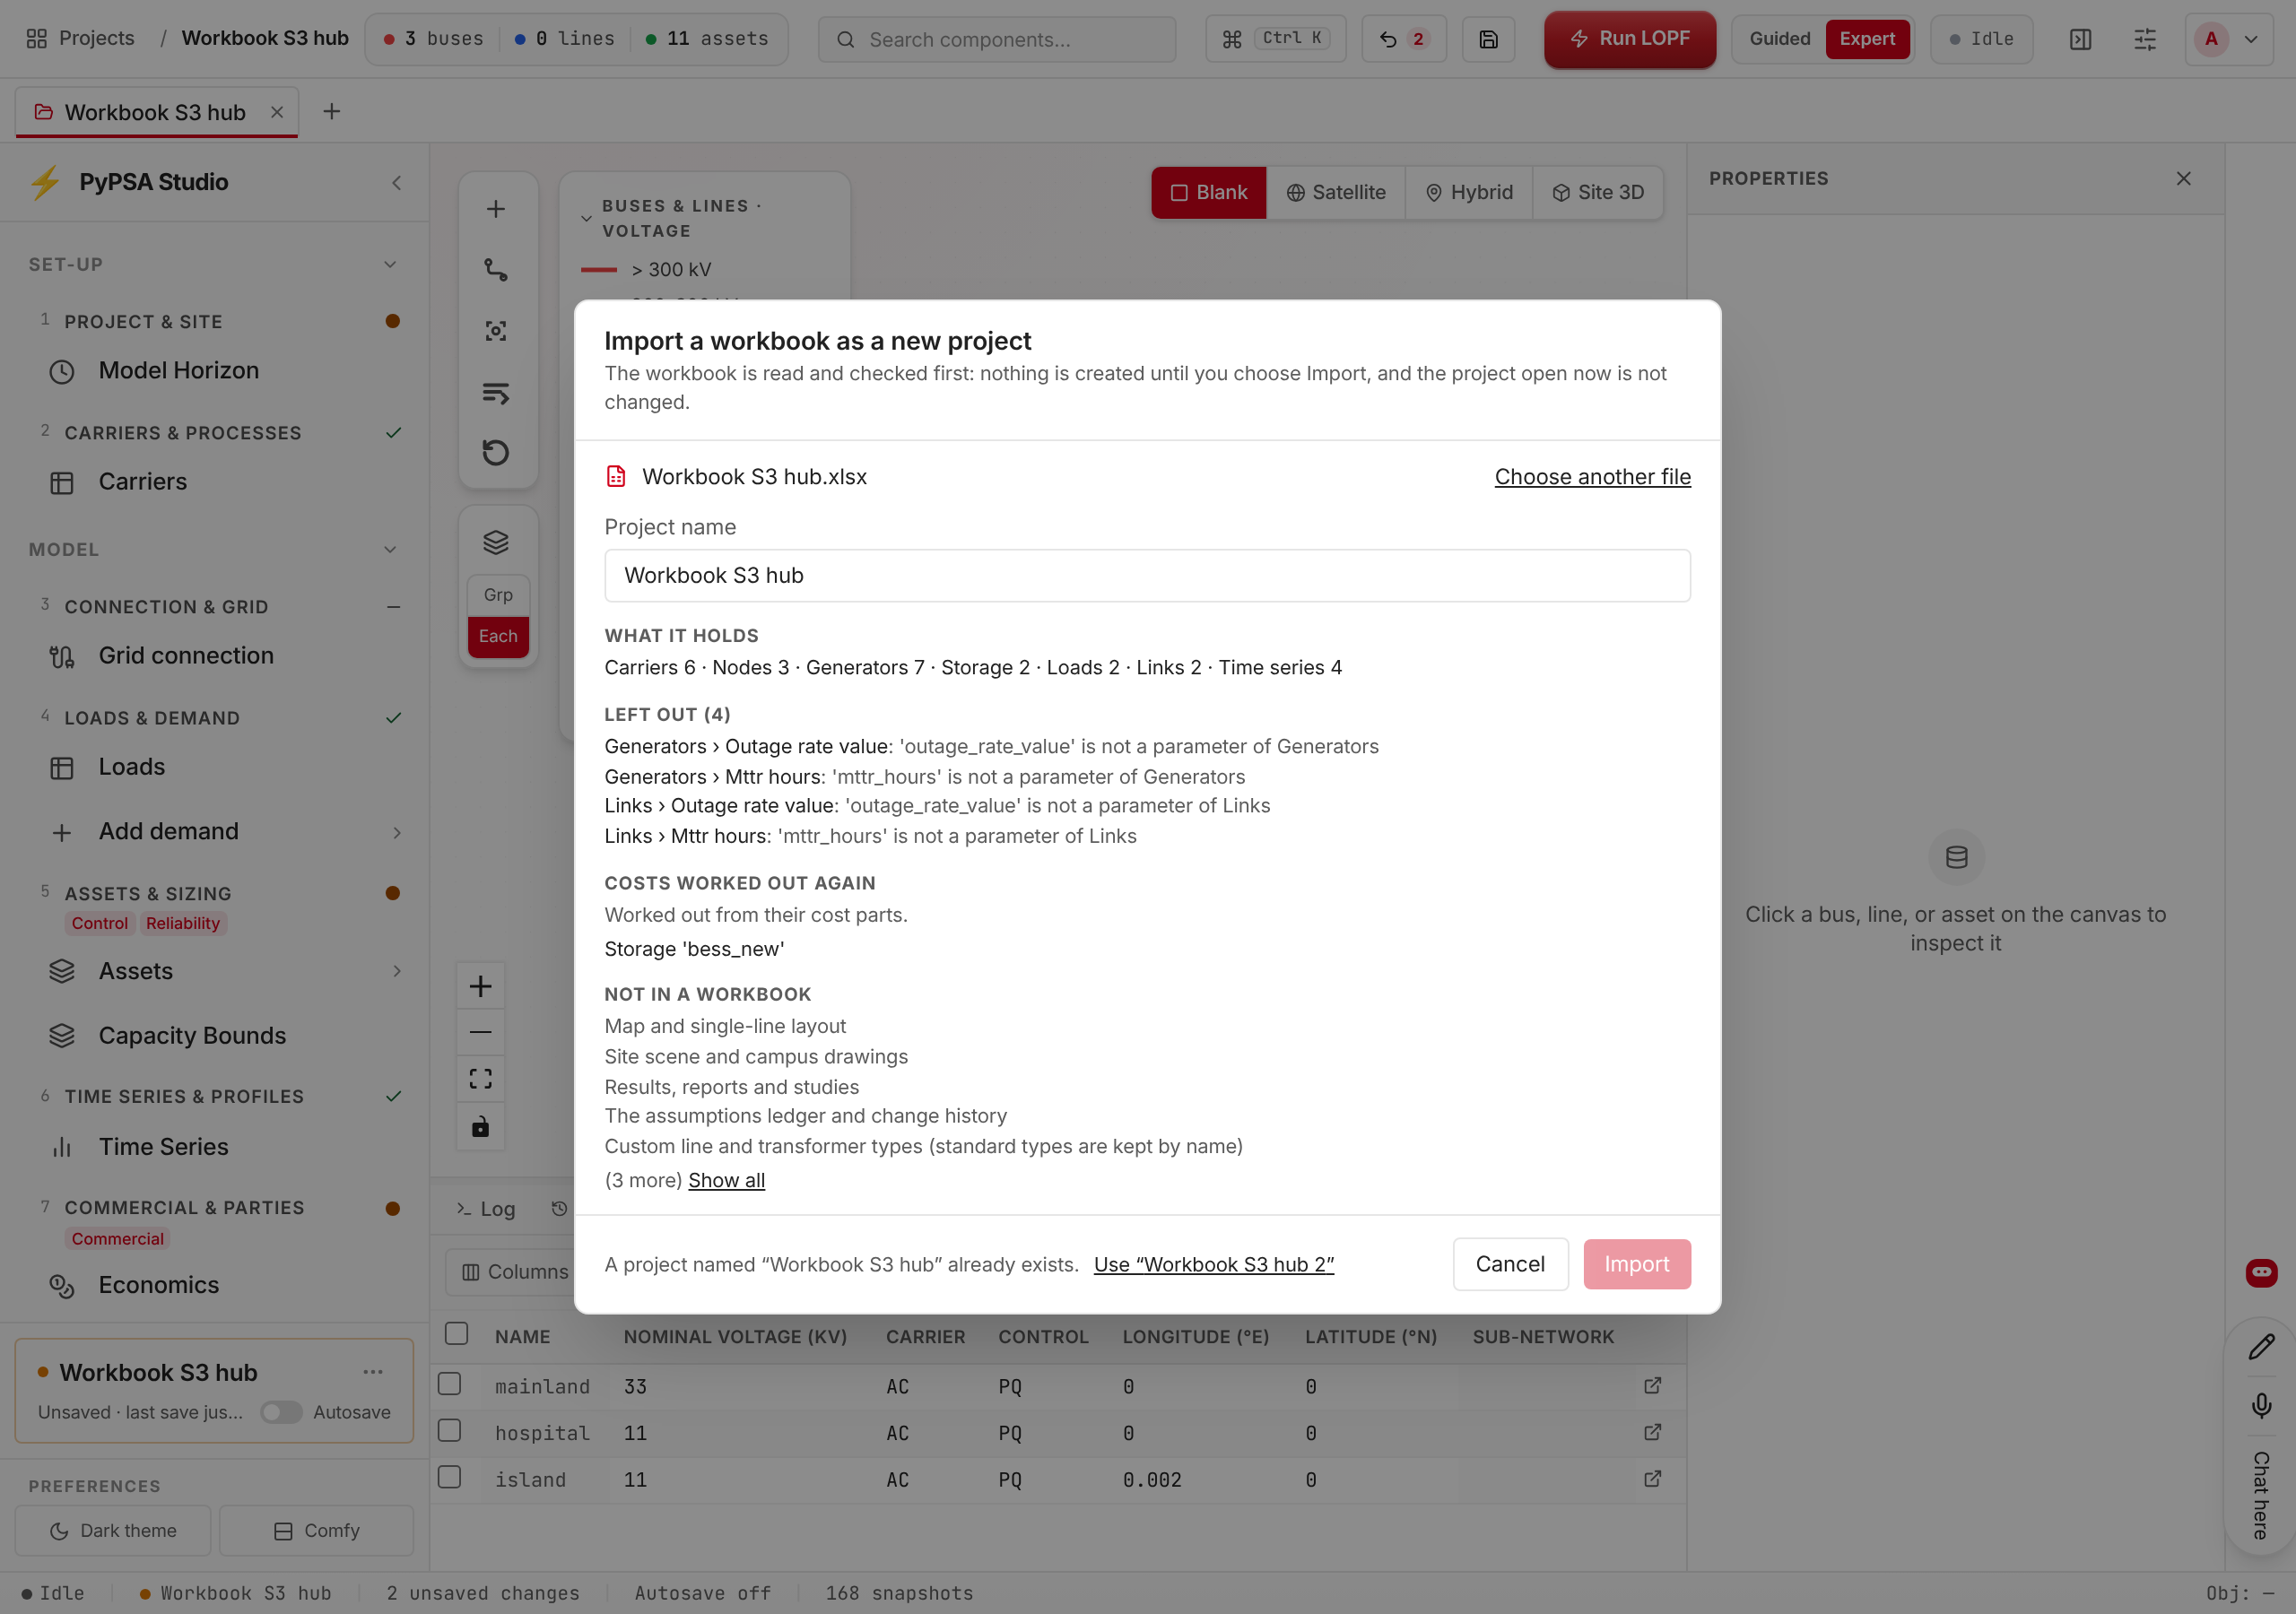 Projects / Workbook S3 hub
3 buses
0 lines
11 assets
Search components...
Ctrl K
2
Run LOPF
Guided
Expert
Idle
A
Workbook S3 hub
PyPSA Studio
SET-UP
1 PROJECT & SITE
Model Horizon
2 CARRIERS & PROCESSES
Carriers
MODEL
3 CONNECTION & GRID
Grid connection
4 LOADS & DEMAND
Loads
Add demand
5 ASSETS & SIZING
Control Reliability
Assets
Capacity Bounds
6 TIME SERIES & PROFILES
Time Series
7 COMMERCIAL & PARTIES
Commercial
Economics
Workbook S3 hub
Unsaved · last save jus... Autosave
PREFERENCES
Dark theme
Comfy
Grp
Each
BUSES & LINES ·
VOLTAGE
> 300 kV
Blank
Satellite
Hybrid
Site 3D
PROPERTIES
Click a bus, line, or asset on the canvas to
inspect it
Import a workbook as a new project
The workbook is read and checked first: nothing is created until you choose Import, and the project open now is not
changed.
Workbook S3 hub.xlsx
Choose another file
Project name
Workbook S3 hub
WHAT IT HOLDS
Carriers 6 · Nodes 3 · Generators 7 · Storage 2 · Loads 2 · Links 2 · Time series 4
LEFT OUT (4)
Generators › Outage rate value: 'outage_rate_value' is not a parameter of Generators
Generators › Mttr hours: 'mttr_hours' is not a parameter of Generators
Links › Outage rate value: 'outage_rate_value' is not a parameter of Links
Links › Mttr hours: 'mttr_hours' is not a parameter of Links
COSTS WORKED OUT AGAIN
Worked out from their cost parts.
Storage 'bess_new'
NOT IN A WORKBOOK
Map and single-line layout
Site scene and campus drawings
Results, reports and studies
The assumptions ledger and change history
Custom line and transformer types (standard types are kept by name)
(3 more) Show all
A project named “Workbook S3 hub” already exists. Use “Workbook S3 hub 2”
Cancel
Import
Log
Columns
NAME NOMINAL VOLTAGE (KV) CARRIER CONTROL LONGITUDE (°E) LATITUDE (°N) SUB-NETWORK
mainland 33 AC PQ 0 0
hospital 11 AC PQ 0 0
island 11 AC PQ 0.002 0
Chat here
Idle
Workbook S3 hub
2 unsaved changes
Autosave off
168 snapshots
Obj: —